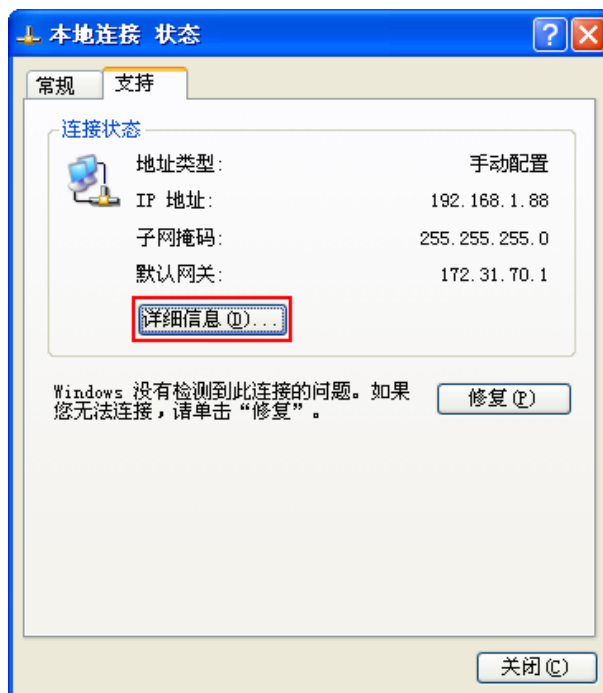 本地连接 状态
常规 支持
连接状态
地址类型: 手动配置
IP 地址: 192.168.1.88
子网掩码: 255.255.255.0
默认网关: 172.31.70.1
详细信息(D)...
Windows 没有检测到此连接的问题。如果
您无法连接，请单击“修复”。
修复(P)
关闭(C)